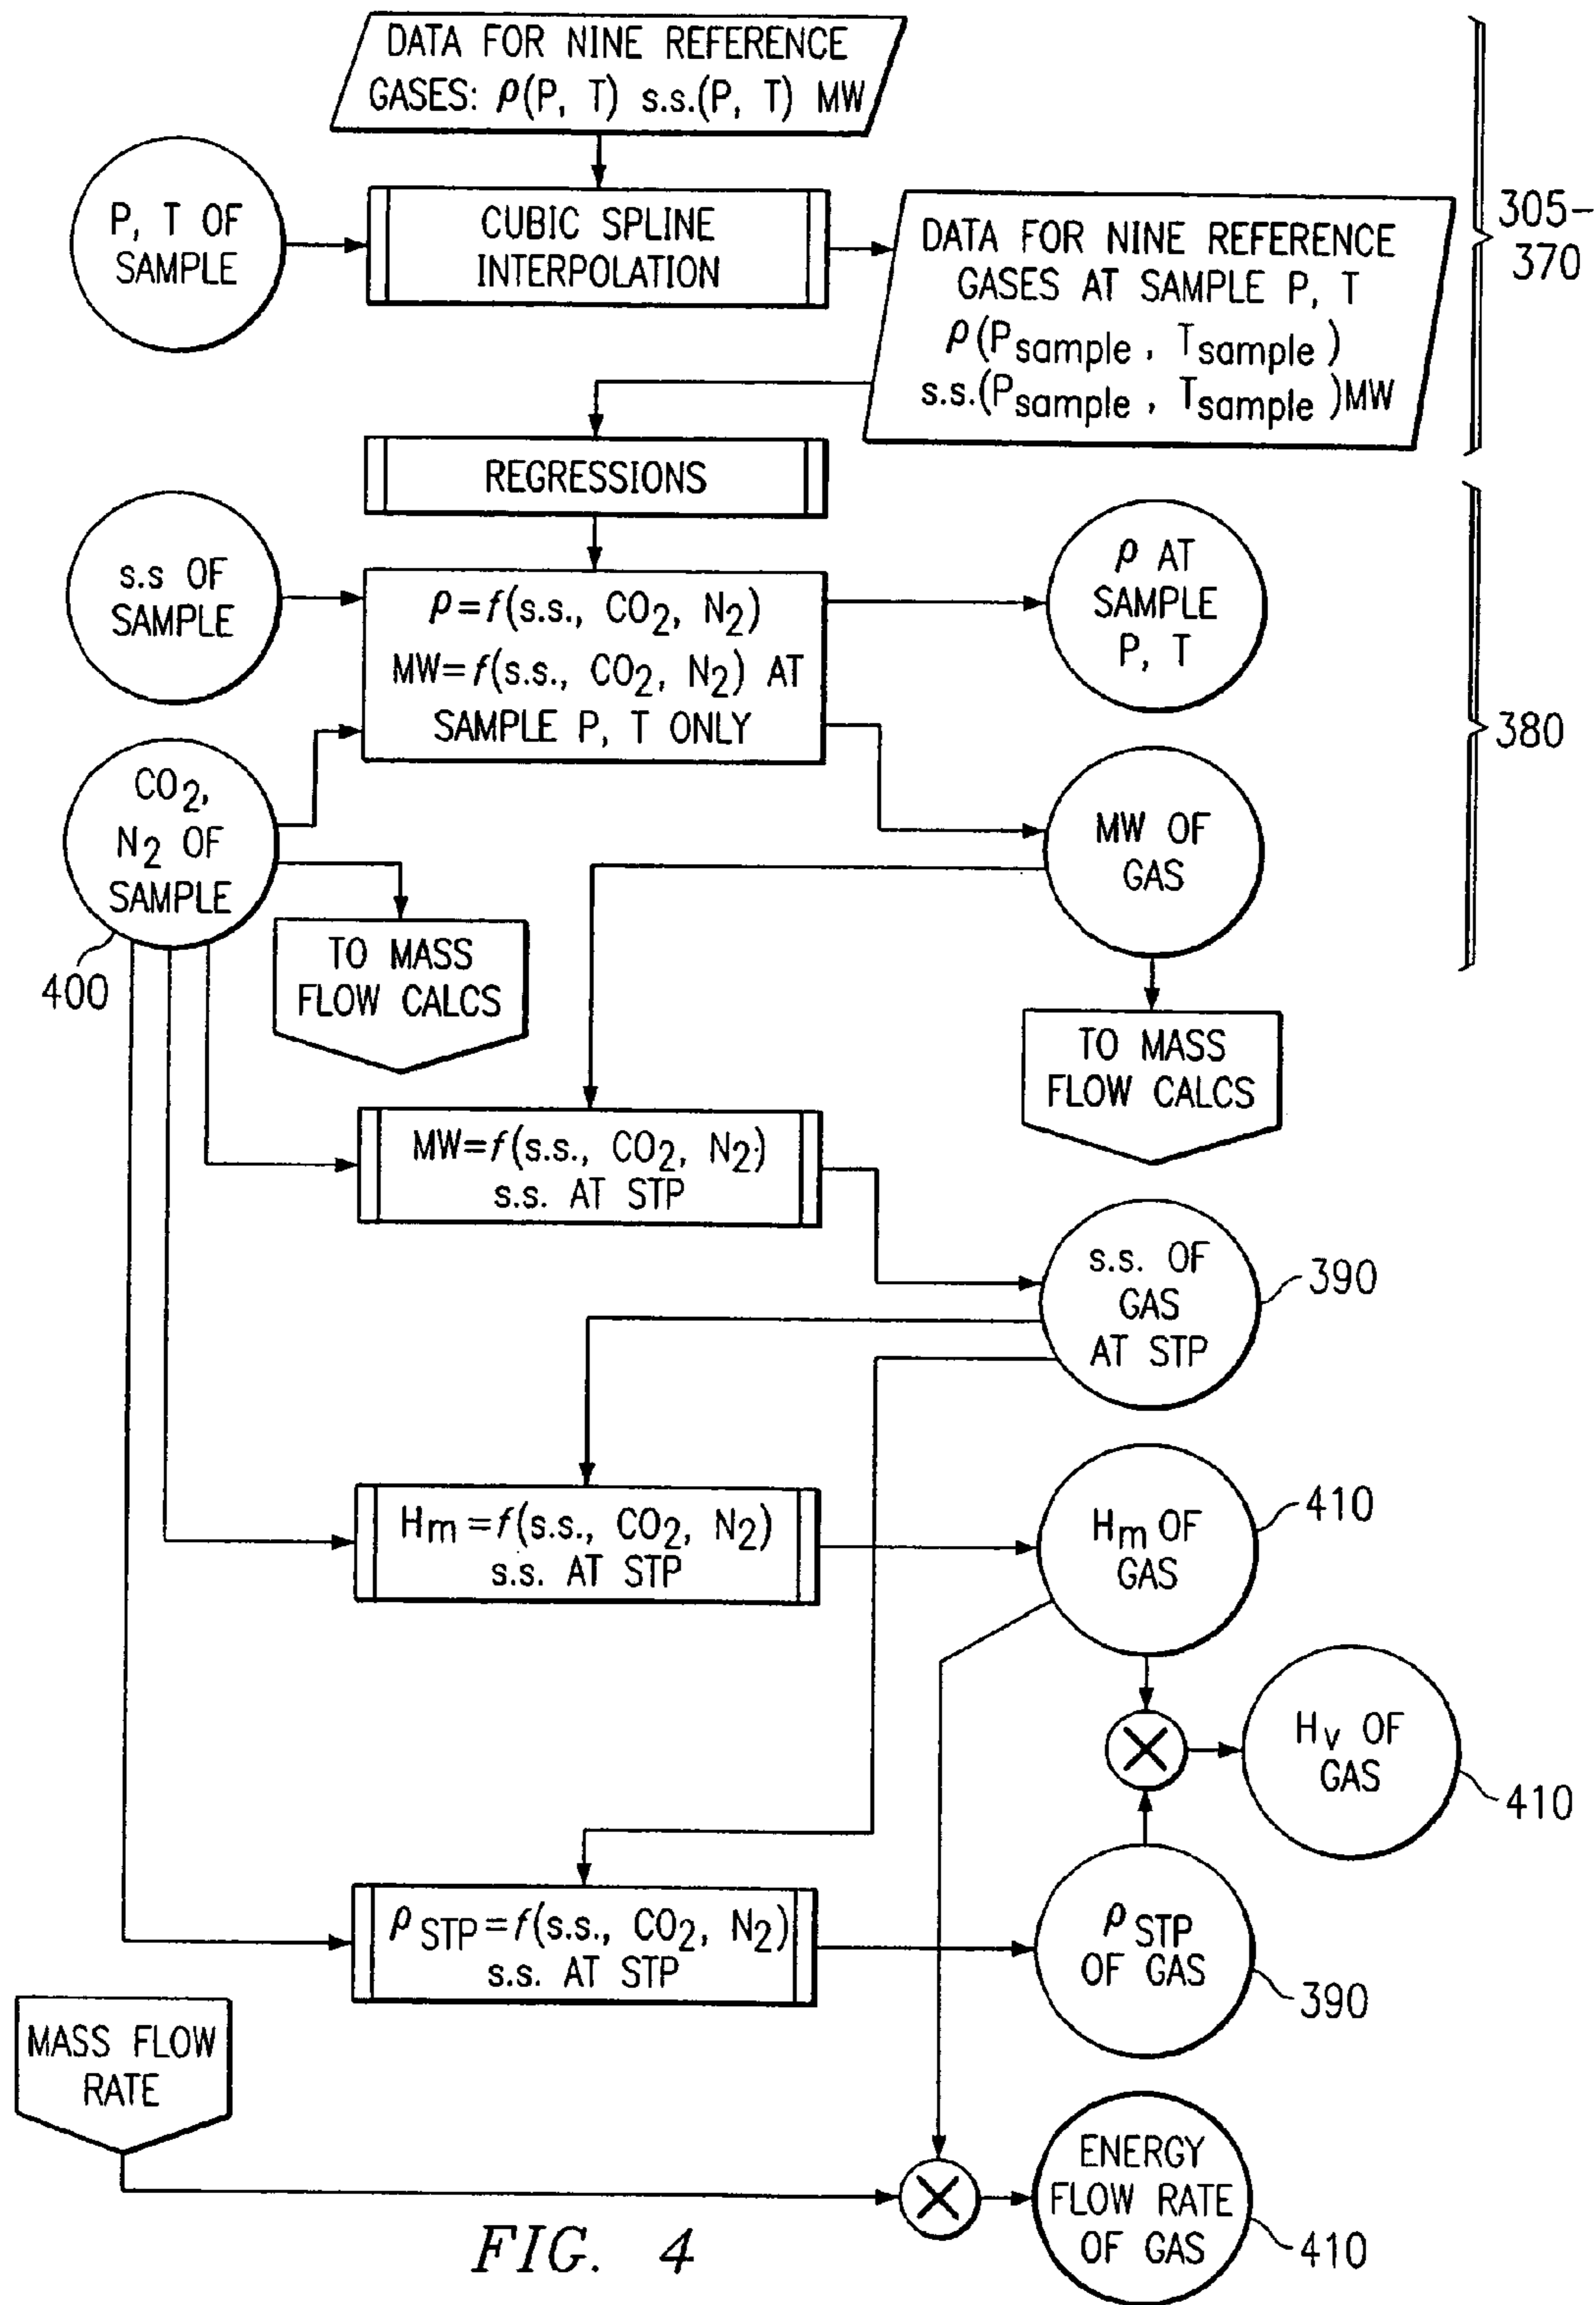 DATA FOR NINE REFERENCE
GASES: ρ(P, T) s.s.(P, T) MW
P, T OF
SAMPLE
CUBIC SPLINE
INTERPOLATION
DATA FOR NINE REFERENCE
GASES AT SAMPLE P, T
ρ(Psample , Tsample )
s.s.(Psample , Tsample )MW
305-
370
REGRESSIONS
s.s OF
SAMPLE
ρ=f(s.s., CO2, N2)
MW=f(s.s., CO2, N2) AT
SAMPLE P, T ONLY
ρ AT
SAMPLE
P, T
380
CO2,
N2 OF
SAMPLE
400
MW OF
GAS
TO MASS
FLOW CALCS
TO MASS
FLOW CALCS
MW=f(s.s., CO2, N2)
s.s. AT STP
s.s. OF
GAS
AT STP
390
Hm =f(s.s., CO2, N2)
s.s. AT STP
Hm OF
GAS
410
Hv OF
GAS
410
ρSTP=f(s.s., CO2, N2)
s.s. AT STP
ρSTP
OF GAS
390
MASS FLOW
RATE
ENERGY
FLOW RATE
OF GAS
410
FIG. 4